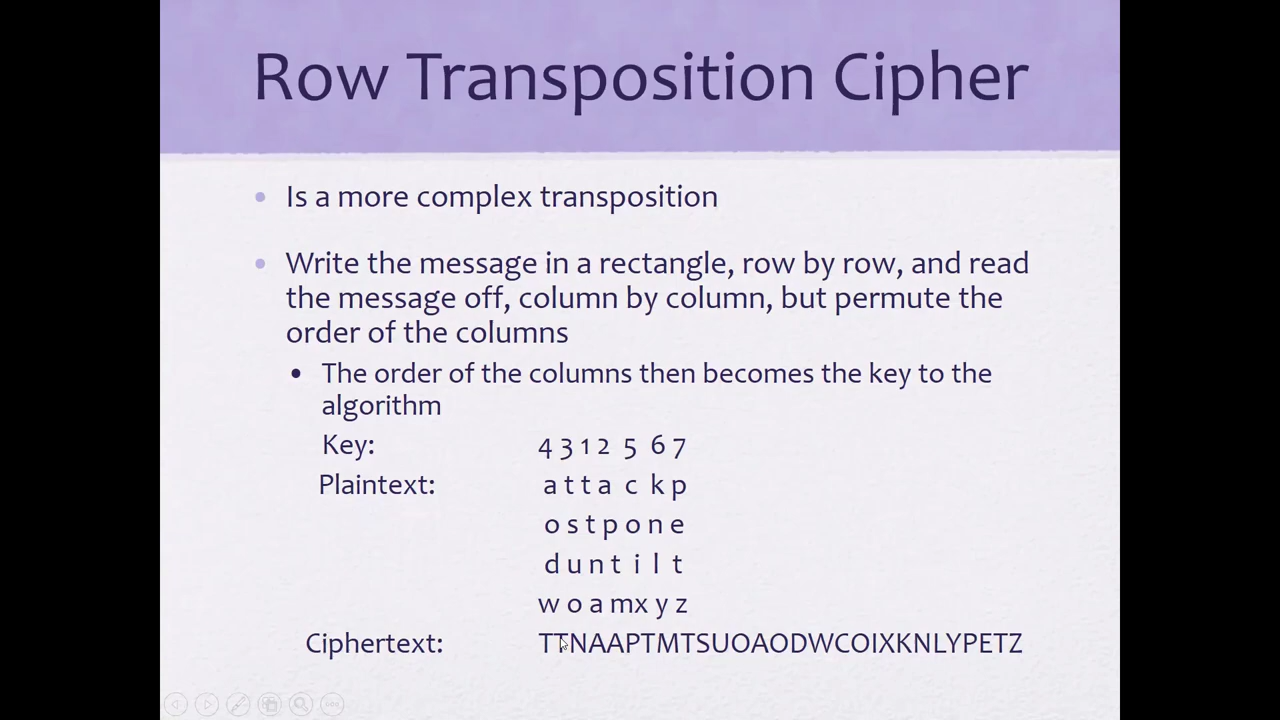 Row Transposition Cipher
• Is a more complex transposition
• Write the message in a rectangle, row by row, and read
the message off, column by column, but permute the
order of the columns
• The order of the columns then becomes the key to the
algorithm
Key: 4 3 1 2 5 6 7
Plaintext: a t t a c k p
o s t p o n e
d u n t i l t
w o a m x y z
Ciphertext: TTNAAPTMTSUOAODWCOIXKNLYPETZ